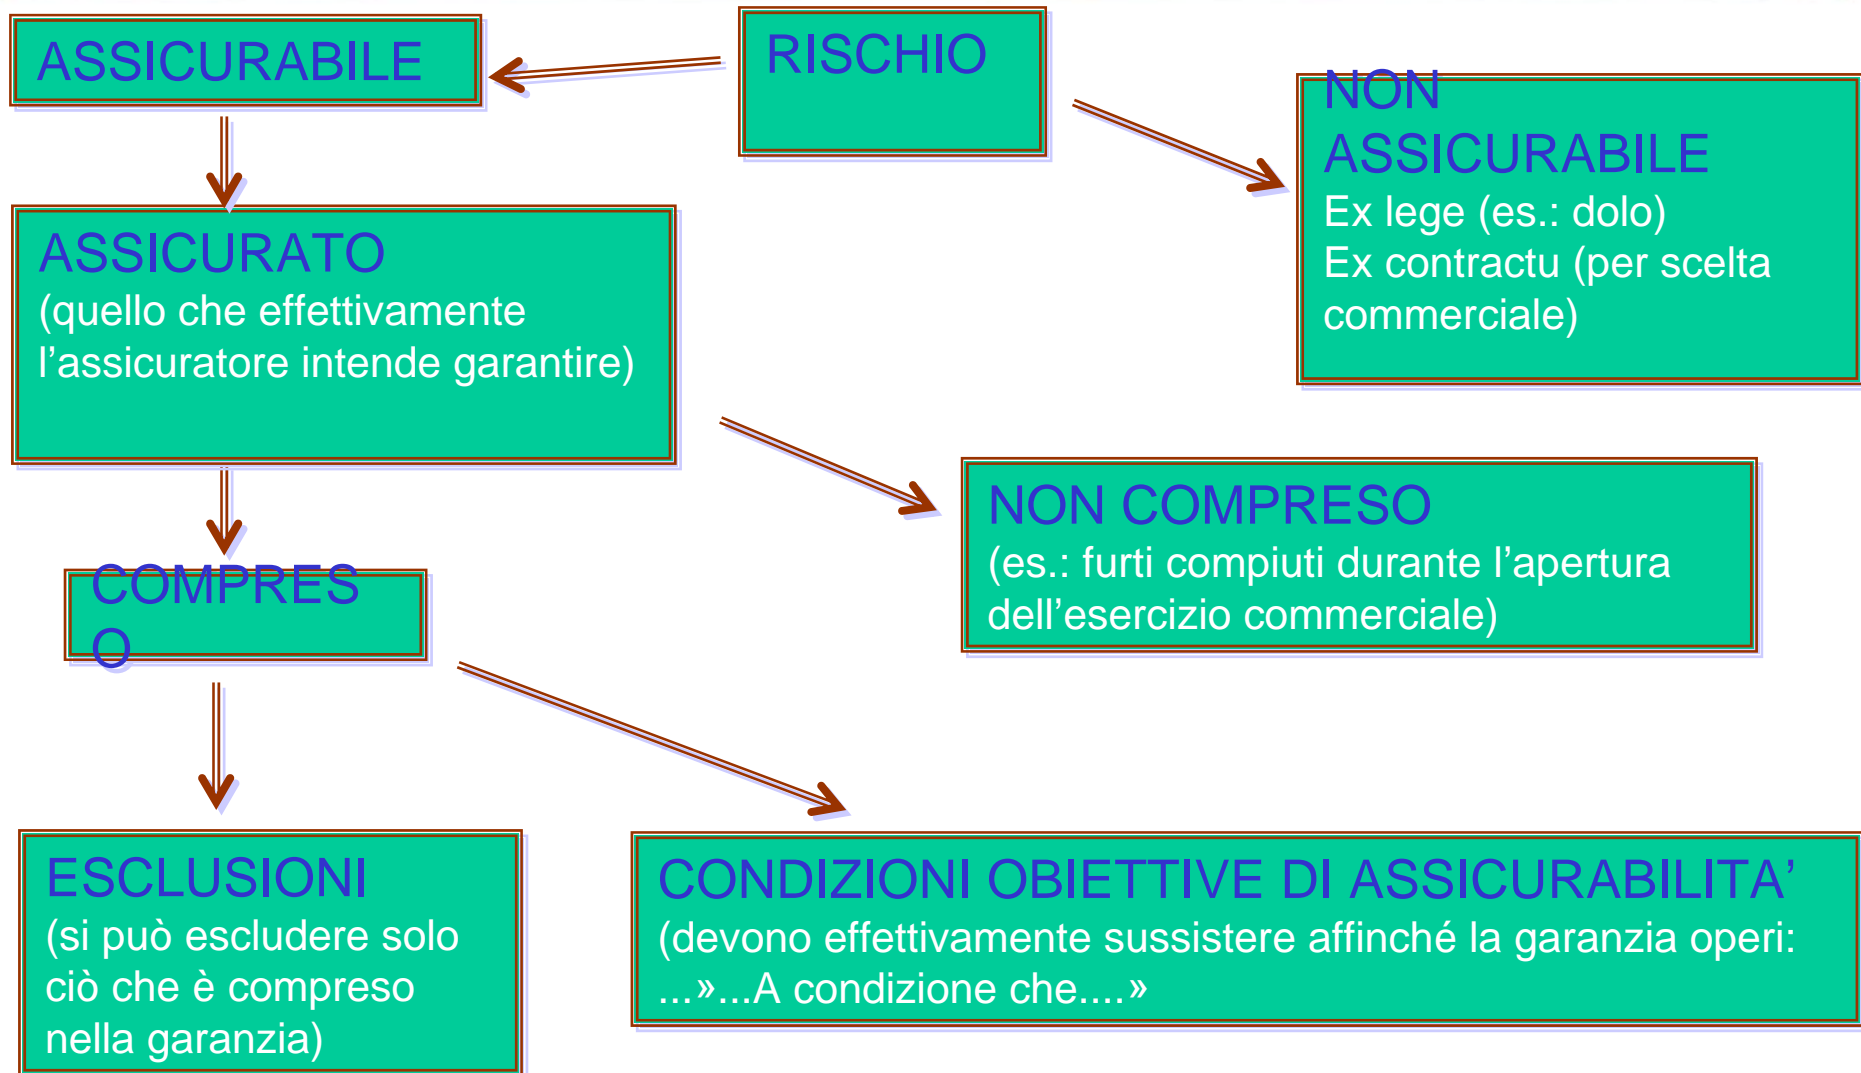 ASSICURABILE
RISCHIO
NON
ASSICURABILE
Ex lege (es.: dolo)
Ex contractu (per scelta
commerciale)
ASSICURATO
(quello che effettivamente
l’assicuratore intende garantire)
NON COMPRESO
(es.: furti compiuti durante l’apertura
dell’esercizio commerciale)
COMPRES
O
ESCLUSIONI
(si può escludere solo
ciò che è compreso
nella garanzia)
CONDIZIONI OBIETTIVE DI ASSICURABILITA’
(devono effettivamente sussistere affinché la garanzia operi:
...»...A condizione che....»